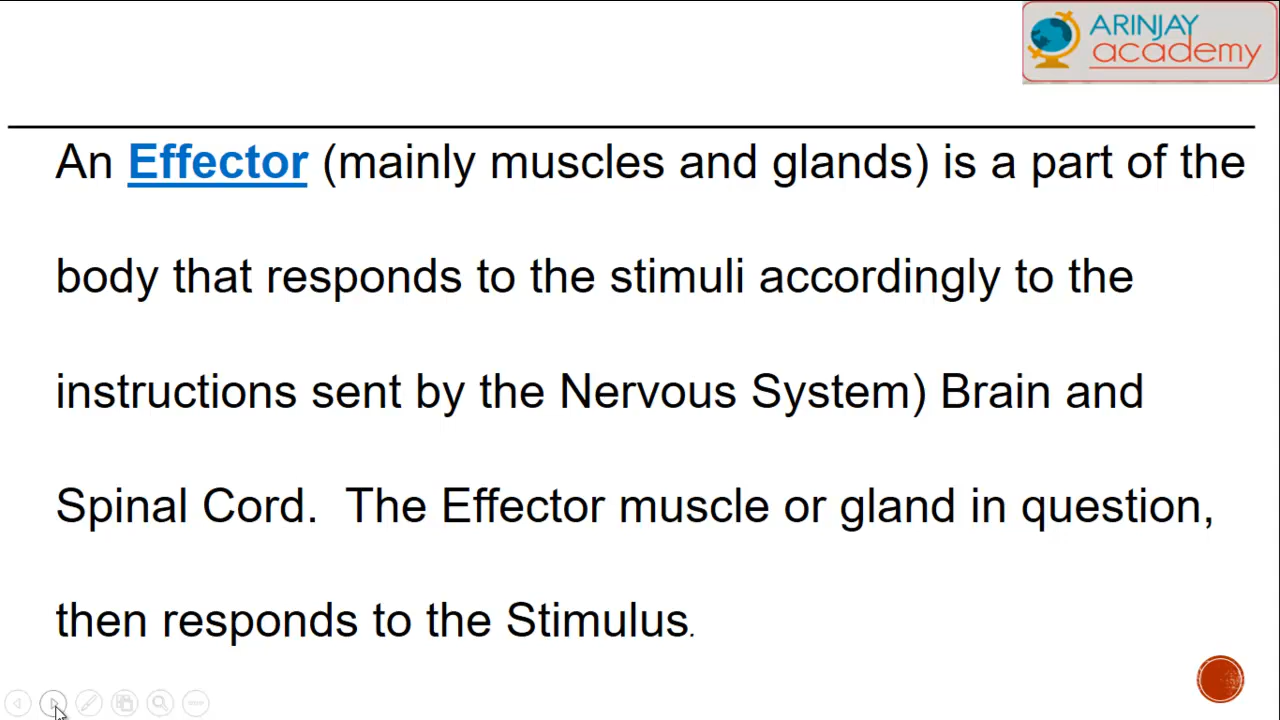 ARINJAY
academy
An Effector (mainly muscles and glands) is a part of the
body that responds to the stimuli accordingly to the
instructions sent by the Nervous System) Brain and
Spinal Cord. The Effector muscle or gland in question,
then responds to the Stimulus.